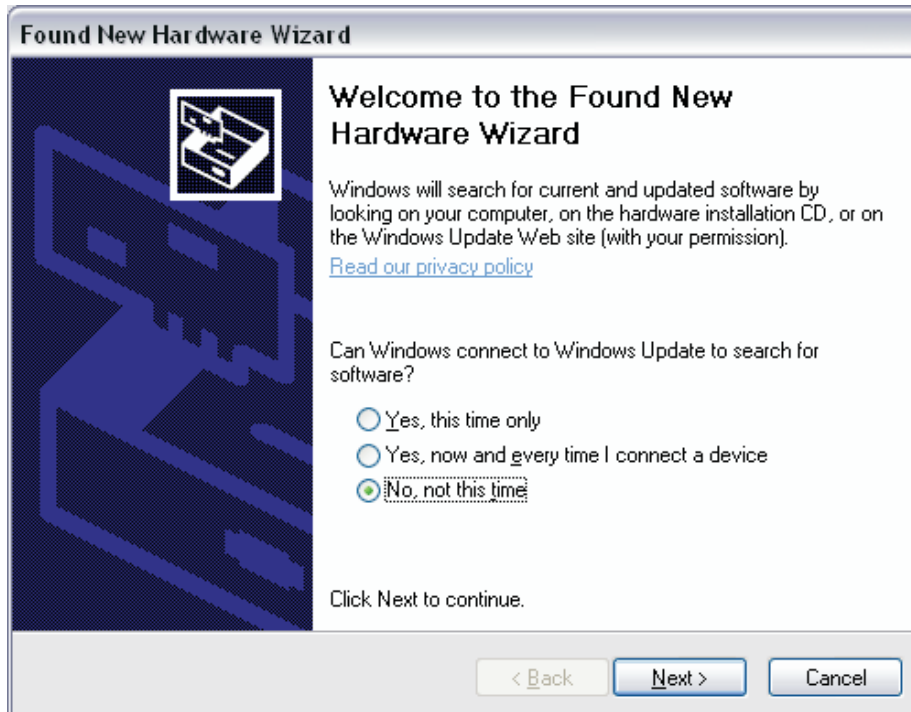 Found New Hardware Wizard
Welcome to the Found New
Hardware Wizard
Windows will search for current and updated software by
looking on your computer, on the hardware installation CD, or on
the Windows Update Web site (with your permission).
Read our privacy policy
Can Windows connect to Windows Update to search for
software?
Yes, this time only
Yes, now and every time I connect a device
No, not this time
Click Next to continue.
< Back
Next >
Cancel